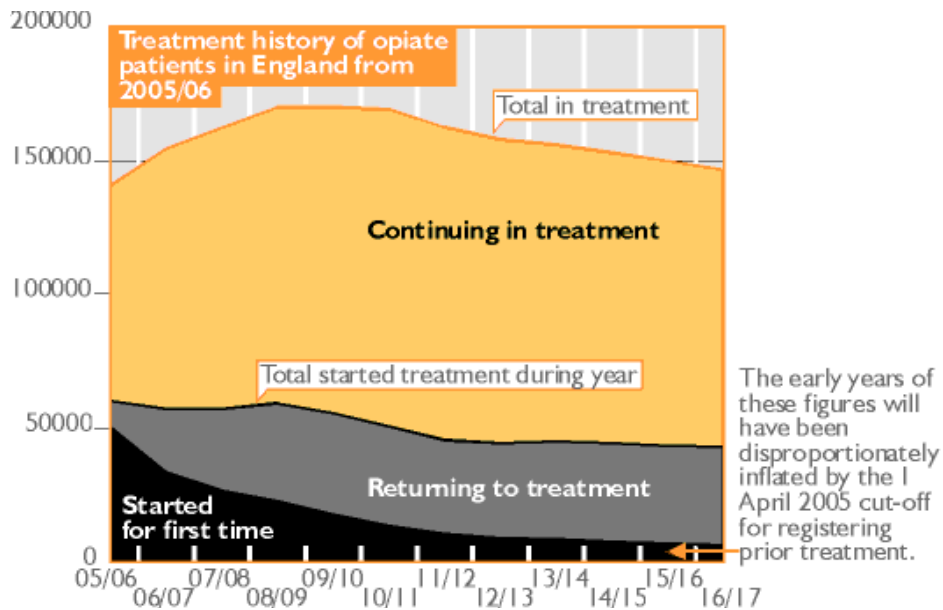 200000
Treatment history of opiate
patients in England from
2005/06
Total in treatment
150000
Continuing in treatment
100000
Total started treatment during year
50000
Returning to treatment
Started
for first time
0
The early years of
these figures will
have been
disproportionately
inflated by the 1
April 2005 cut-off
for registering
prior treatment.
05/06 07/08 09/10 11/12 13/14 15/16
06/07 08/09 10/11 12/13 14/15 16/17